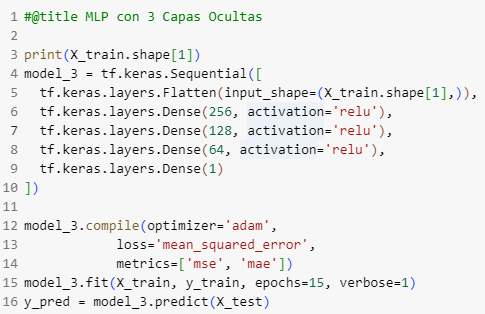 1 #@title MLP con 3 Capas Ocultas
2
3 print(X_train.shape[1])
4 model_3 = tf.keras.Sequential([
5   tf.keras.layers.Flatten(input_shape=(X_train.shape[1],)),
6   tf.keras.layers.Dense(256, activation='relu'),
7   tf.keras.layers.Dense(128, activation='relu'),
8   tf.keras.layers.Dense(64, activation='relu'),
9   tf.keras.layers.Dense(1)
10 ])
11
12 model_3.compile(optimizer='adam',
13             loss='mean_squared_error',
14             metrics=['mse', 'mae'])
15 model_3.fit(X_train, y_train, epochs=15, verbose=1)
16 y_pred = model_3.predict(X_test)